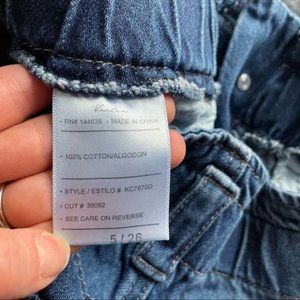 • RN# 144635 • MADE IN CHINA
• 100% COTTON/ALGODON
• STYLE / ESTILO # KC7870D
• CUT # 39092
• SEE CARE ON REVERSE
5 / 26